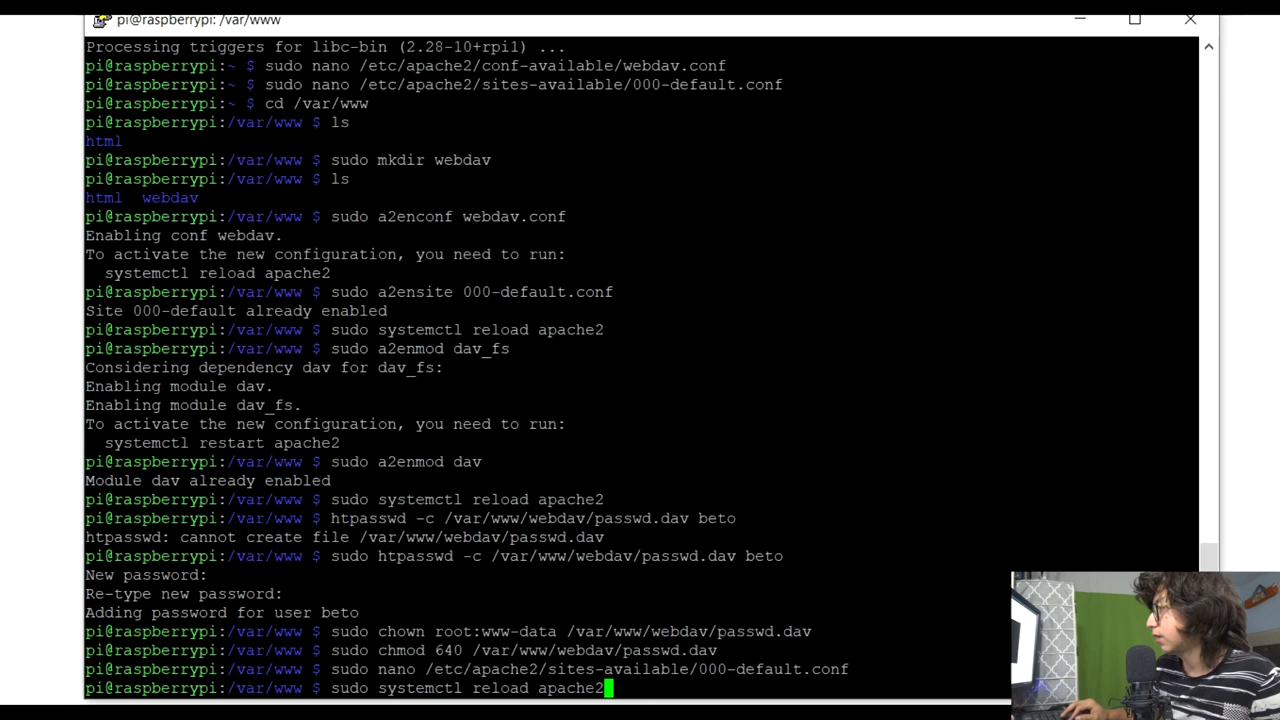 pi@raspberrypi: /var/www
Processing triggers for libc-bin (2.28-10+rpi1) ...
pi@raspberrypi:~ $ sudo nano /etc/apache2/conf-available/webdav.conf
pi@raspberrypi:~ $ sudo nano /etc/apache2/sites-available/000-default.conf
pi@raspberrypi:~ $ cd /var/www
pi@raspberrypi:/var/www $ ls
html
pi@raspberrypi:/var/www $ sudo mkdir webdav
pi@raspberrypi:/var/www $ ls
html  webdav
pi@raspberrypi:/var/www $ sudo a2enconf webdav.conf
Enabling conf webdav.
To activate the new configuration, you need to run:
  systemctl reload apache2
pi@raspberrypi:/var/www $ sudo a2ensite 000-default.conf
Site 000-default already enabled
pi@raspberrypi:/var/www $ sudo systemctl reload apache2
pi@raspberrypi:/var/www $ sudo a2enmod dav_fs
Considering dependency dav for dav_fs:
Enabling module dav.
Enabling module dav_fs.
To activate the new configuration, you need to run:
  systemctl restart apache2
pi@raspberrypi:/var/www $ sudo a2enmod dav
Module dav already enabled
pi@raspberrypi:/var/www $ sudo systemctl reload apache2
pi@raspberrypi:/var/www $ htpasswd -c /var/www/webdav/passwd.dav beto
htpasswd: cannot create file /var/www/webdav/passwd.dav
pi@raspberrypi:/var/www $ sudo htpasswd -c /var/www/webdav/passwd.dav beto
New password:
Re-type new password:
Adding password for user beto
pi@raspberrypi:/var/www $ sudo chown root:www-data /var/www/webdav/passwd.dav
pi@raspberrypi:/var/www $ sudo chmod 640 /var/www/webdav/passwd.dav
pi@raspberrypi:/var/www $ sudo nano /etc/apache2/sites-available/000-default.conf
pi@raspberrypi:/var/www $ sudo systemctl reload apache2